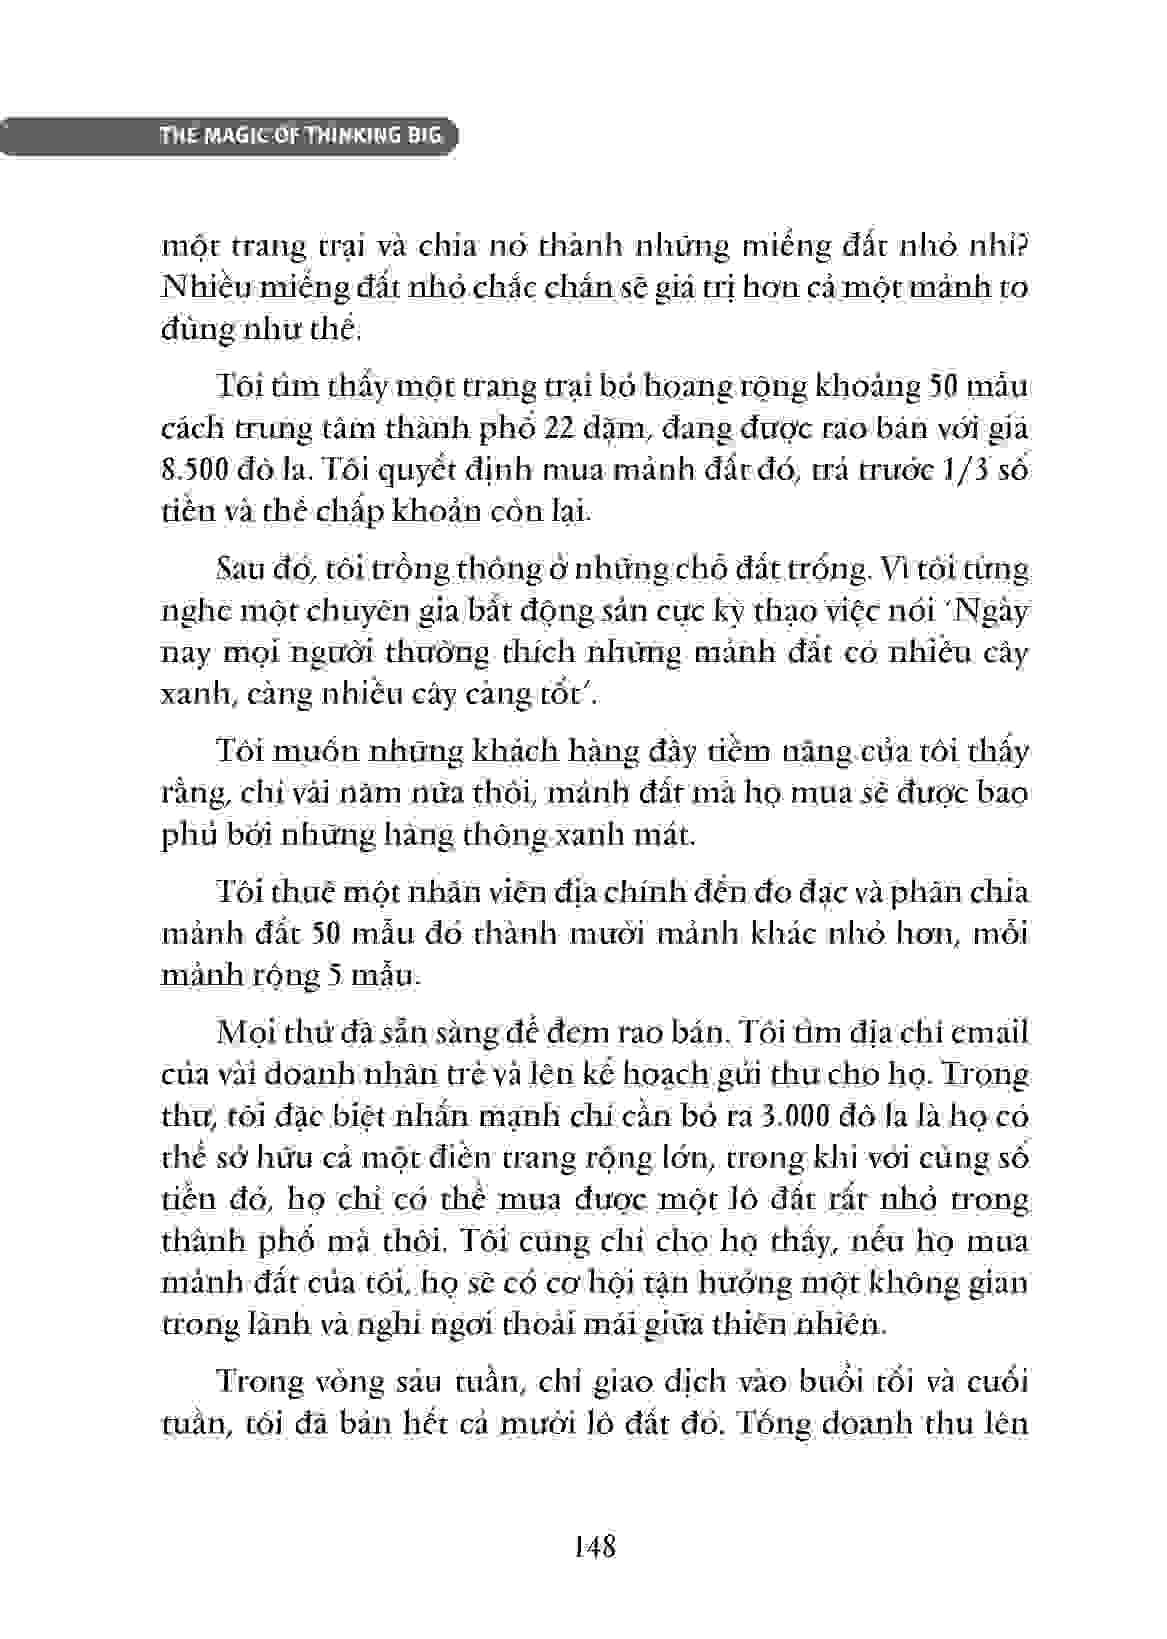 THE MAGIC OF THINKING BIG
một trang trại và chia nó thành những miếng đất nhỏ nhỉ?
Nhiều miếng đất nhỏ chắc chắn sẽ giá trị hơn cả một mảnh to
đùng như thế.
Tôi tìm thấy một trang trại bỏ hoang rộng khoảng 50 mẫu
cách trung tâm thành phố 22 dặm, đang được rao bán với giá
8.500 đô la. Tôi quyết định mua mảnh đất đó, trả trước 1/3 số
tiền và thế chấp khoản còn lại.
Sau đó, tôi trồng thông ở những chỗ đất trống. Vì tôi từng
nghe một chuyên gia bất động sản cực kỳ thạo việc nói 'Ngày
nay mọi người thường thích những mảnh đất có nhiều cây
xanh, càng nhiều cây càng tốt'.
Tôi muốn những khách hàng đầy tiềm năng của tôi thấy
rằng, chỉ vài năm nữa thôi, mảnh đất mà họ mua sẽ được bao
phủ bởi những hàng thông xanh mát.
Tôi thuê một nhân viên địa chính đến đo đạc và phân chia
mảnh đất 50 mẫu đó thành mười mảnh khác nhỏ hơn, mỗi
mảnh rộng 5 mẫu.
Mọi thứ đã sẵn sàng để đem rao bán. Tôi tìm địa chỉ email
của vài doanh nhân trẻ và lên kế hoạch gửi thư cho họ. Trong
thư, tôi đặc biệt nhấn mạnh chỉ cần bỏ ra 3.000 đô la là họ có
thể sở hữu cả một điền trang rộng lớn, trong khi với cùng số
tiền đó, họ chỉ có thể mua được một lô đất rất nhỏ trong
thành phố mà thôi. Tôi cũng chỉ cho họ thấy, nếu họ mua
mảnh đất của tôi, họ sẽ có cơ hội tận hưởng một không gian
trong lành và nghỉ ngơi thoải mái giữa thiên nhiên.
Trong vòng sáu tuần, chỉ giao dịch vào buổi tối và cuối
tuần, tôi đã bán hết cả mười lô đất đó. Tổng doanh thu lên
148